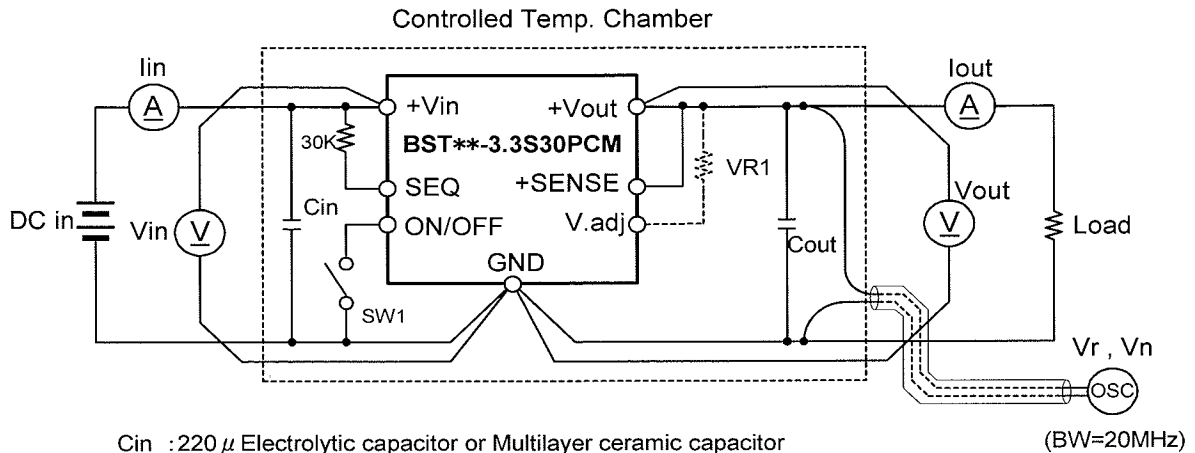 Controlled Temp. Chamber
Iin
A
+Vin
+Vout
Iout
A
30K
BST**-3.3S30PCM
VR1
SEQ
+SENSE
DC in
Vin
V
Cin
ON/OFF
V.adj
Vout
V
Load
GND
Cout
SW1
Vr , Vn
OSC
Cin : 220 μ Electrolytic capacitor or Multilayer ceramic capacitor
(BW=20MHz)